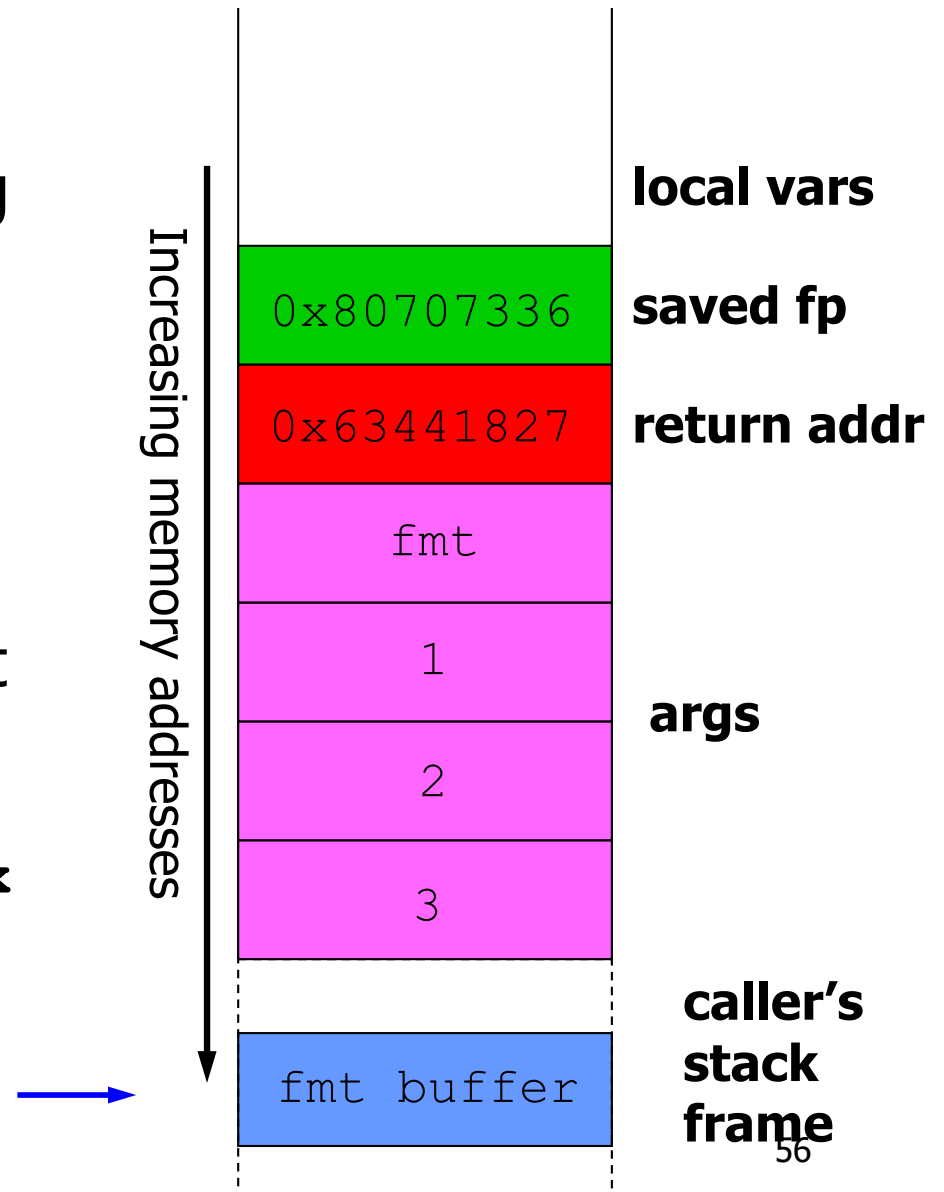 local vars
0x80707336
saved fp
0x63441827
return addr
fmt
1
args
2
3
Increasing memory addresses
caller’s
stack
frame
fmt buffer
56